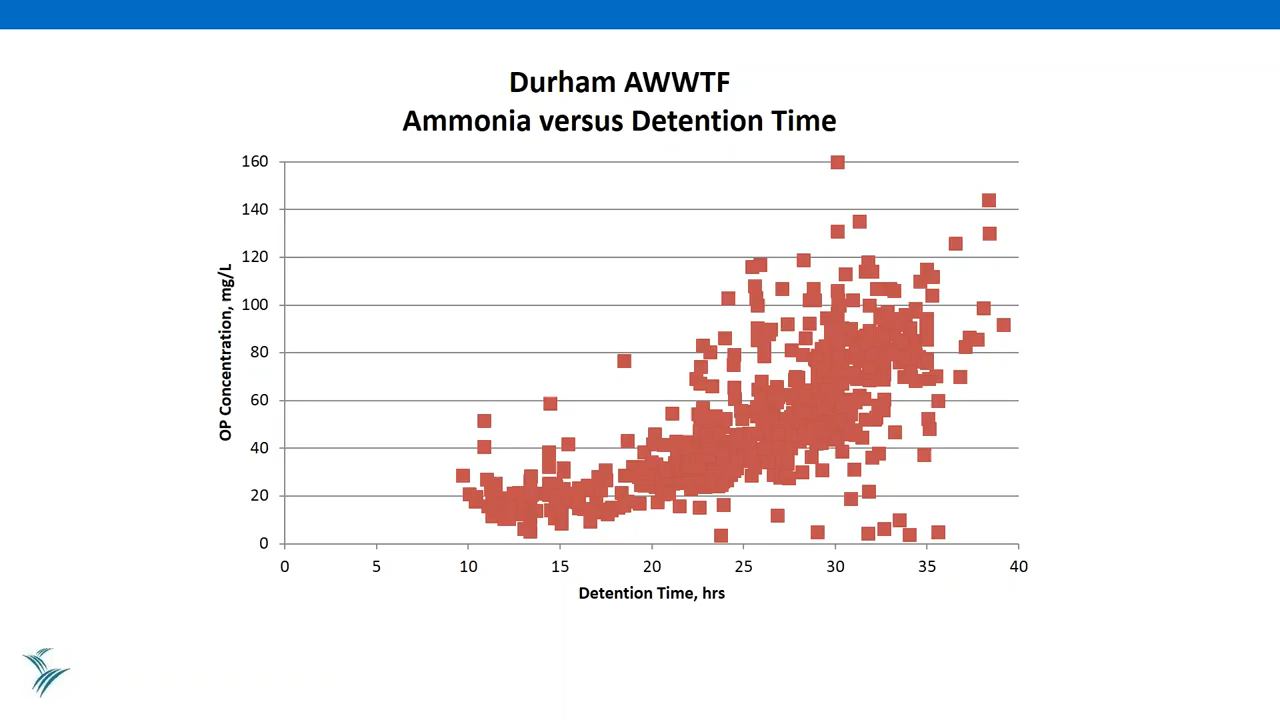 Durham AWWTF
Ammonia versus Detention Time
160
140
120
100
80
60
40
20
0
OP Concentration, mg/L
0 5 10 15 20 25 30 35 40
Detention Time, hrs